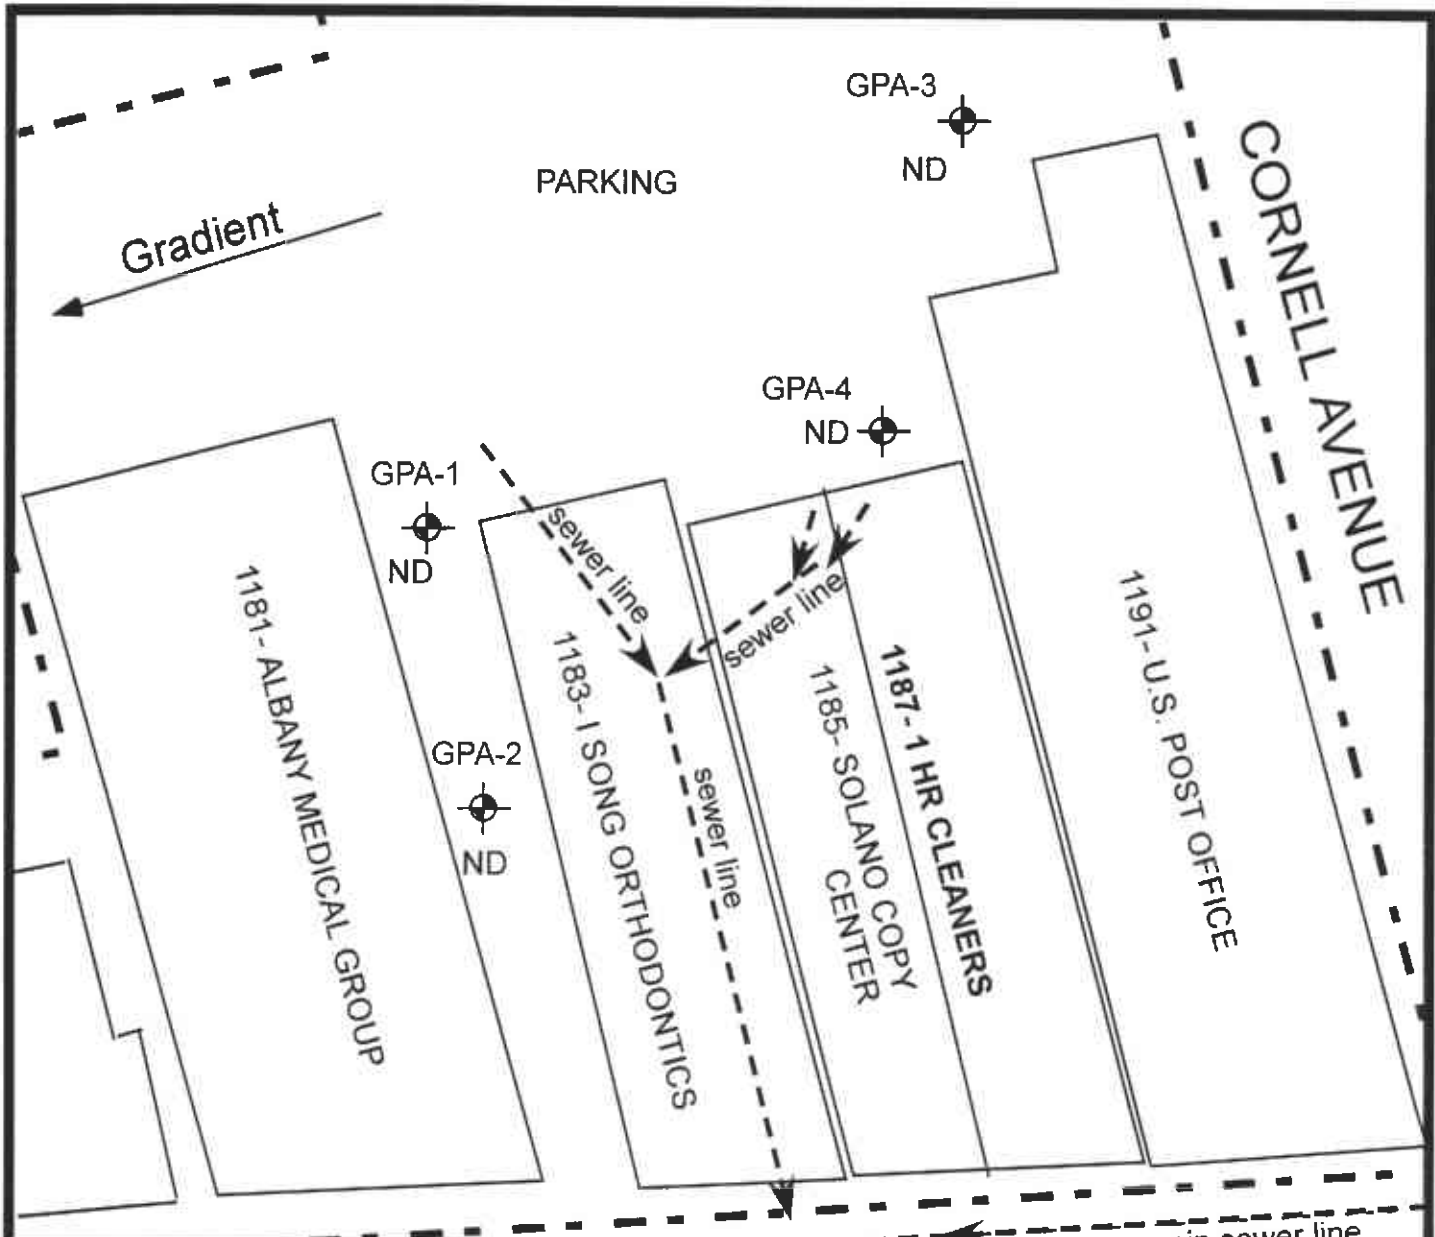 GPA-3
ND
PARKING
Gradient
CORNELL AVENUE
GPA-4
ND
GPA-1
ND
sewer line
sewer line
1181- ALBANY MEDICAL GROUP
1183- I SONG ORTHODONTICS
1185- SOLANO COPY
CENTER
1187- 1 HR CLEANERS
1191- U.S. POST OFFICE
GPA-2
ND
sewer line
sewer line